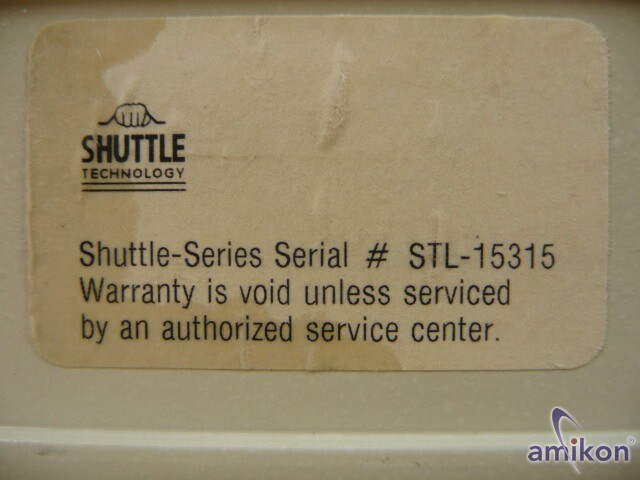 SHUTTLE
TECHNOLOGY
Shuttle-Series Serial # STL-15315
Warranty is void unless serviced
by an authorized service center.
amikon®